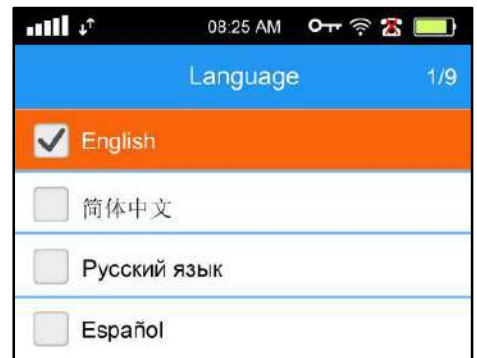 08:25 AM
Language 1/9
English
简体中文
Русский язык
Español